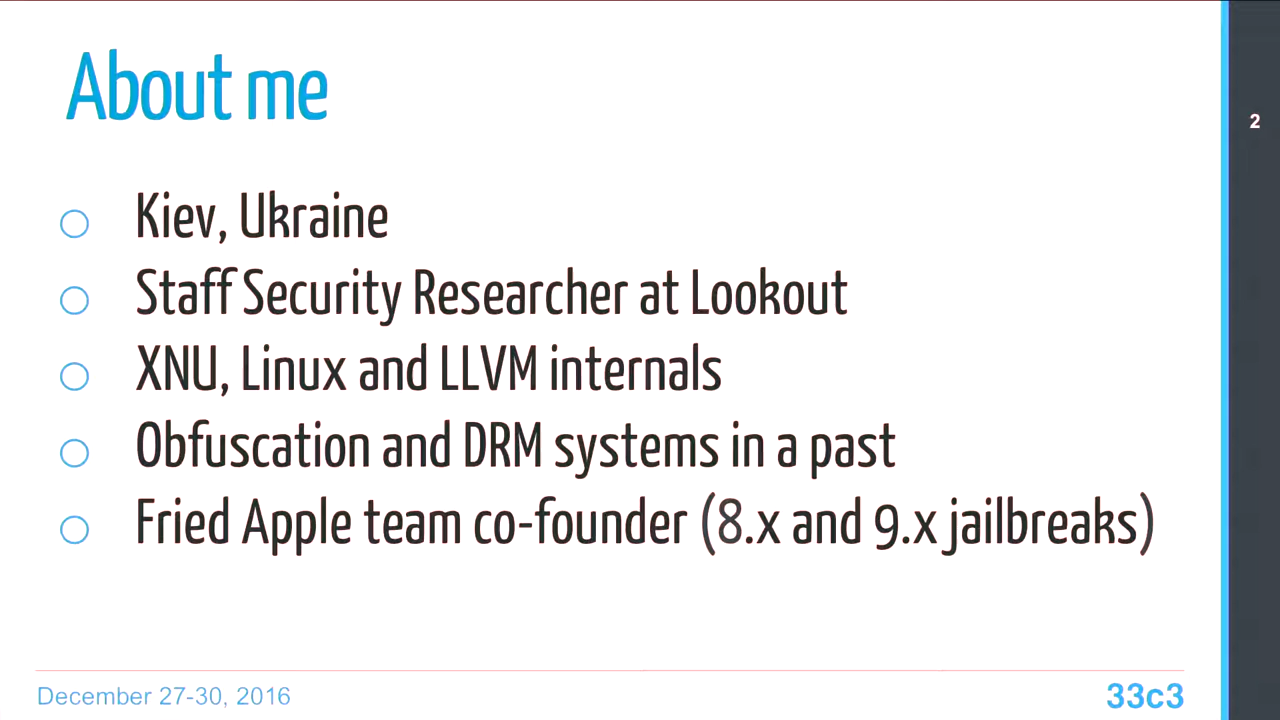 About me
2
Kiev, Ukraine
Staff Security Researcher at Lookout
XNU, Linux and LLVM internals
Obfuscation and DRM systems in a past
Fried Apple team co-founder (8.x and 9.x jailbreaks)
December 27-30, 2016
33c3